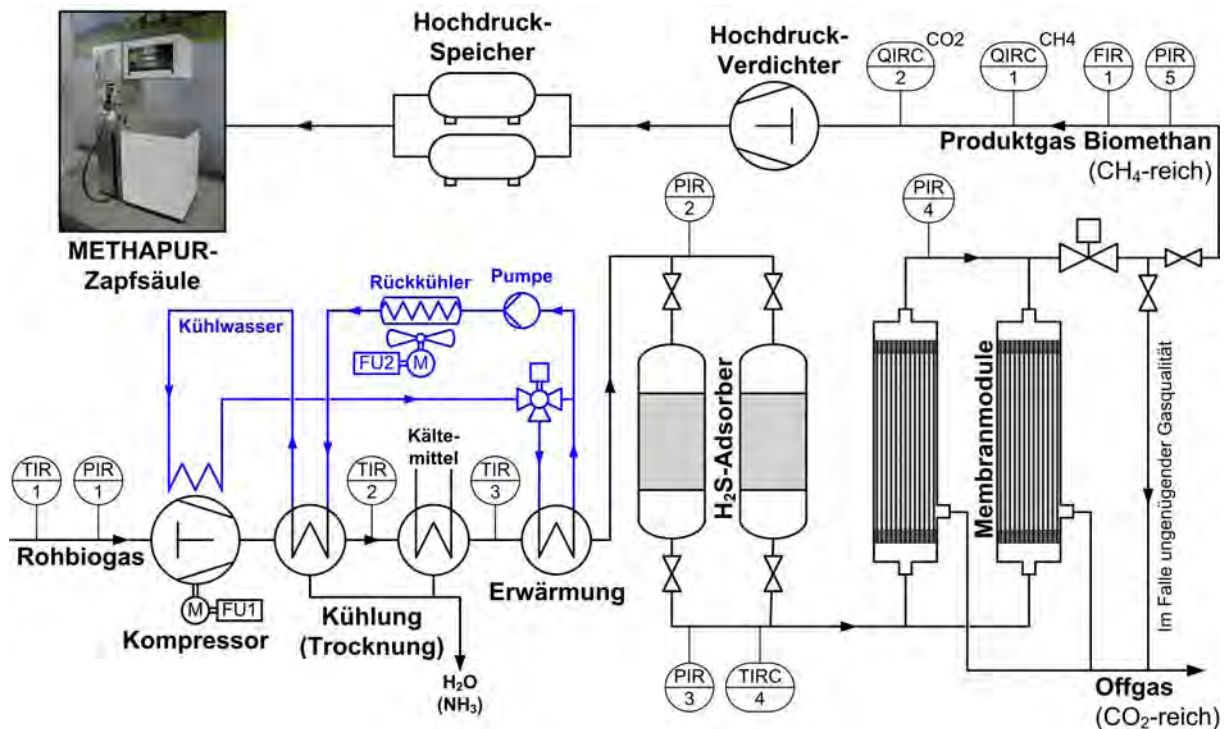 Hochdruck-
Speicher
Hochdruck-
Verdichter
QIRC
2
CO2
QIRC
1
CH4
FIR
1
PIR
5
Produktgas Biomethan
(CH₄-reich)
METHAPUR-
Zapfsäule
PIR
2
PIR
4
Kühlwasser
Rückkühler
Pumpe
FU2
M
Kälte-
mittel
TIR
1
PIR
1
TIR
2
TIR
3
H₂S-Adsorber
Membranmodule
Im Falle ungenügender Gasqualität
Rohbiogas
M
FU1
Kompressor
Kühlung
(Trocknung)
Erwärmung
H₂O
(NH₃)
PIR
3
TIRC
4
Offgas
(CO₂-reich)